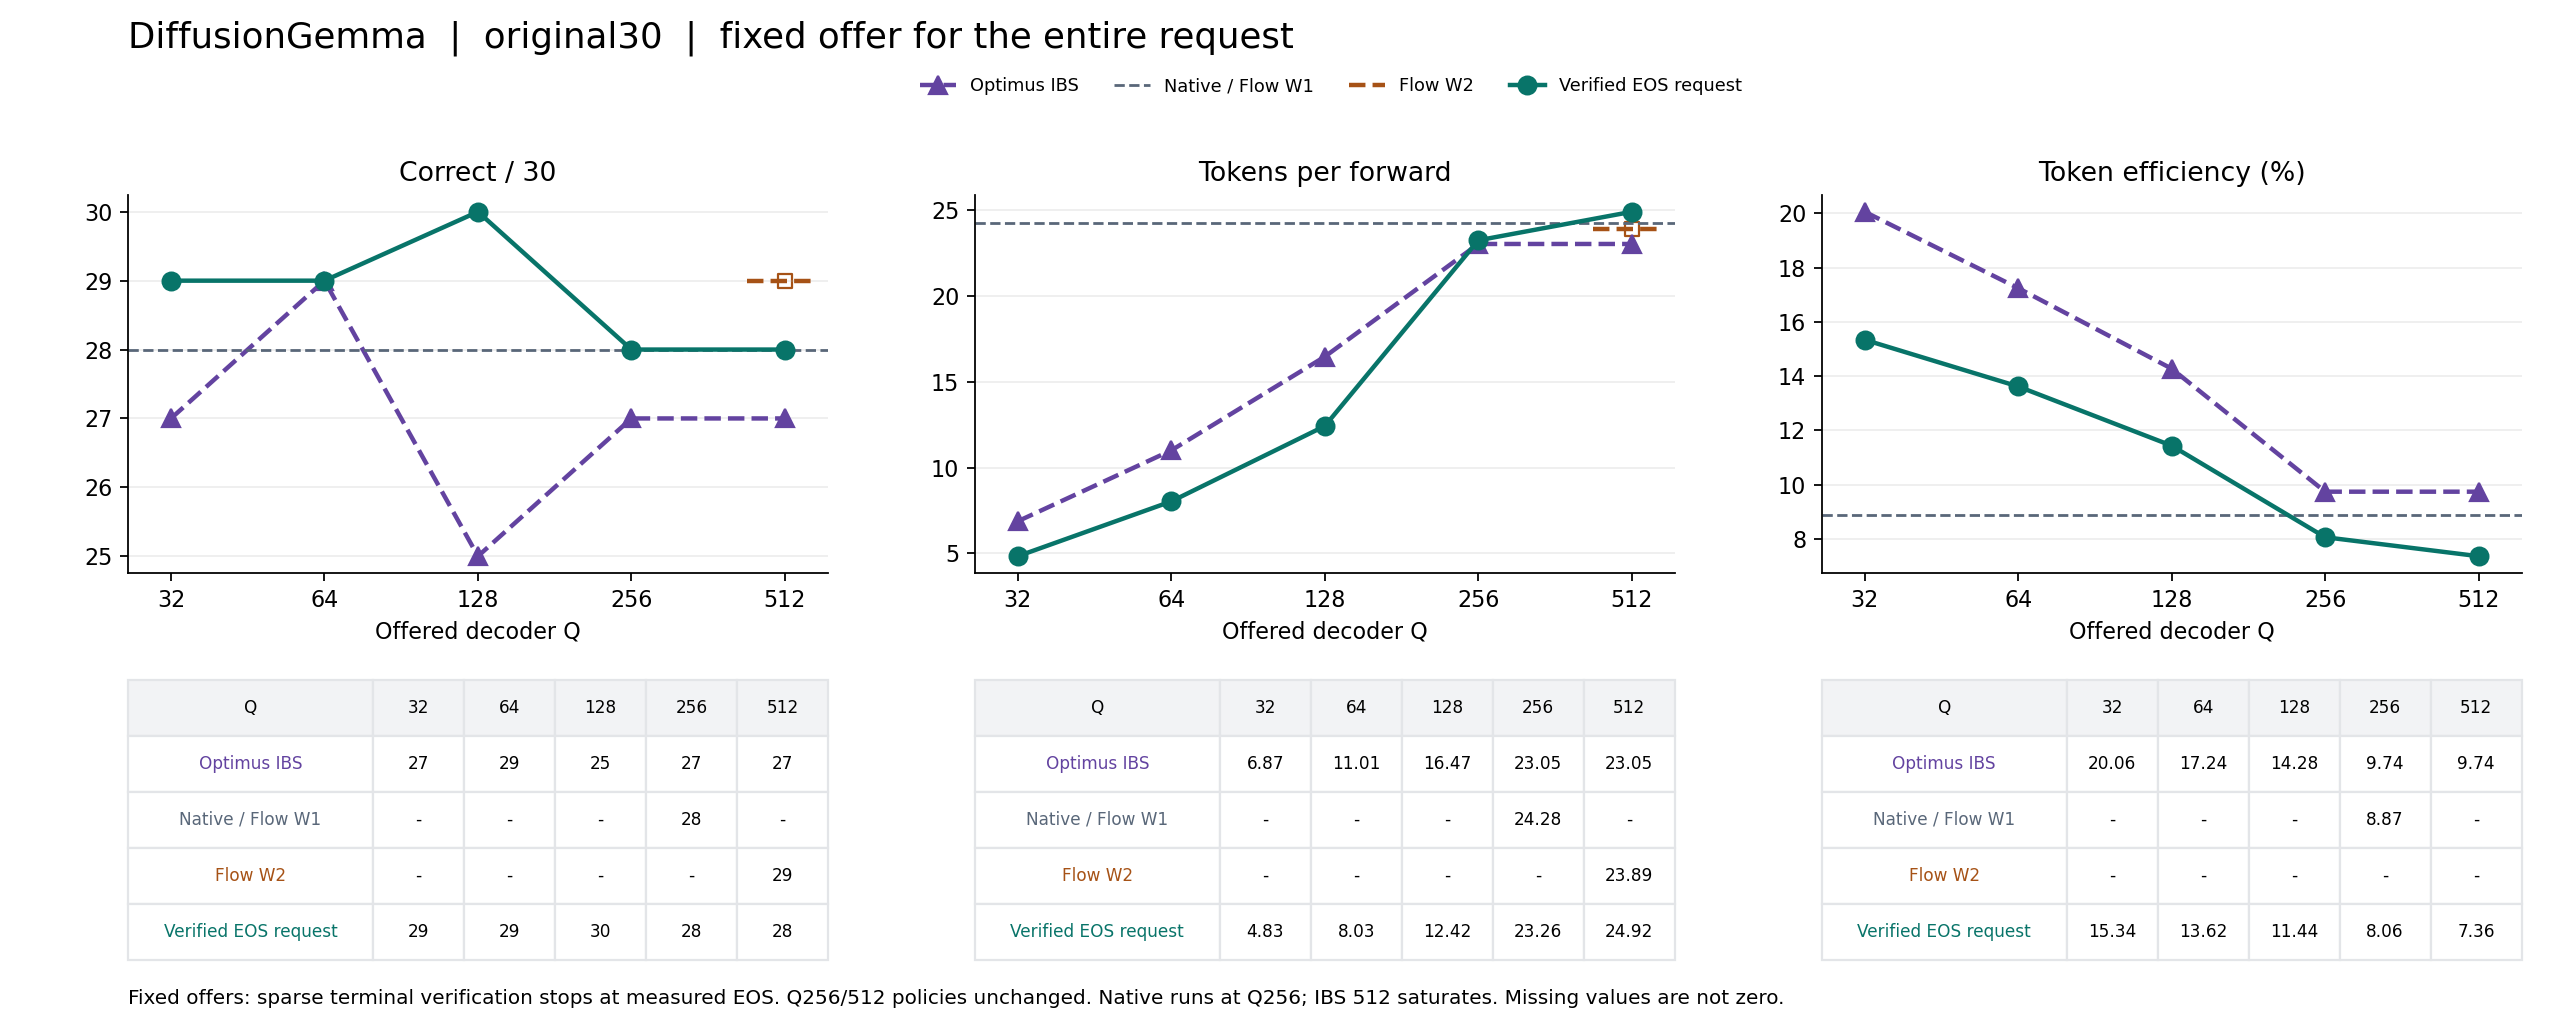 DiffusionGemma | original30 | fixed offer for the entire request
Optimus IBS Native / Flow W1 Flow W2 Verified EOS request
Correct / 30
30
29
28
27
26
25
32 64 128 256 512
Offered decoder Q
Tokens per forward
25
20
15
10
5
32 64 128 256 512
Offered decoder Q
Token efficiency (%)
20
18
16
14
12
10
8
32 64 128 256 512
Offered decoder Q
Q 32 64 128 256 512
Optimus IBS 27 29 25 27 27
Native / Flow W1 - - - 28 -
Flow W2 - - - - 29
Verified EOS request 29 29 30 28 28
Q 32 64 128 256 512
Optimus IBS 6.87 11.01 16.47 23.05 23.05
Native / Flow W1 - - - 24.28 -
Flow W2 - - - - 23.89
Verified EOS request 4.83 8.03 12.42 23.26 24.92
Q 32 64 128 256 512
Optimus IBS 20.06 17.24 14.28 9.74 9.74
Native / Flow W1 - - - 8.87 -
Flow W2 - - - - -
Verified EOS request 15.34 13.62 11.44 8.06 7.36
Fixed offers: sparse terminal verification stops at measured EOS. Q256/512 policies unchanged. Native runs at Q256; IBS 512 saturates. Missing values are not zero.